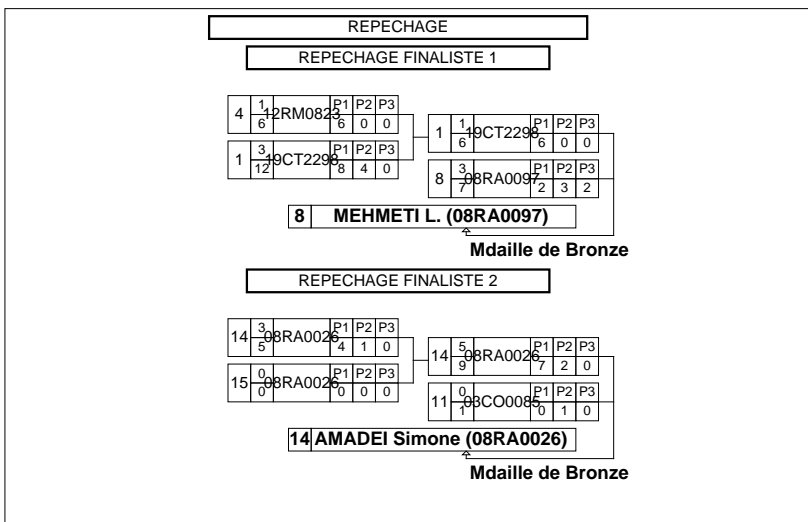 REPECHAGE
REPECHAGE FINALISTE 1
4 1 6 12RM0823 P1 P2 P3 6 0 0
1 3 12 19CT2298 P1 P2 P3 8 4 0
1 1 6 19CT2298 P1 P2 P3 6 0 0
8 3 7 08RA0097 P1 P2 P3 2 3 2
8 MEHMETI L. (08RA0097)
Mdaille de Bronze
REPECHAGE FINALISTE 2
14 3 5 08RA0026 P1 P2 P3 4 1 0
15 0 0 08RA0026 P1 P2 P3 0 0 0
14 5 9 08RA0026 P1 P2 P3 7 2 0
11 0 1 03CO0085 P1 P2 P3 0 1 0
14 AMADEI Simone (08RA0026)
Mdaille de Bronze